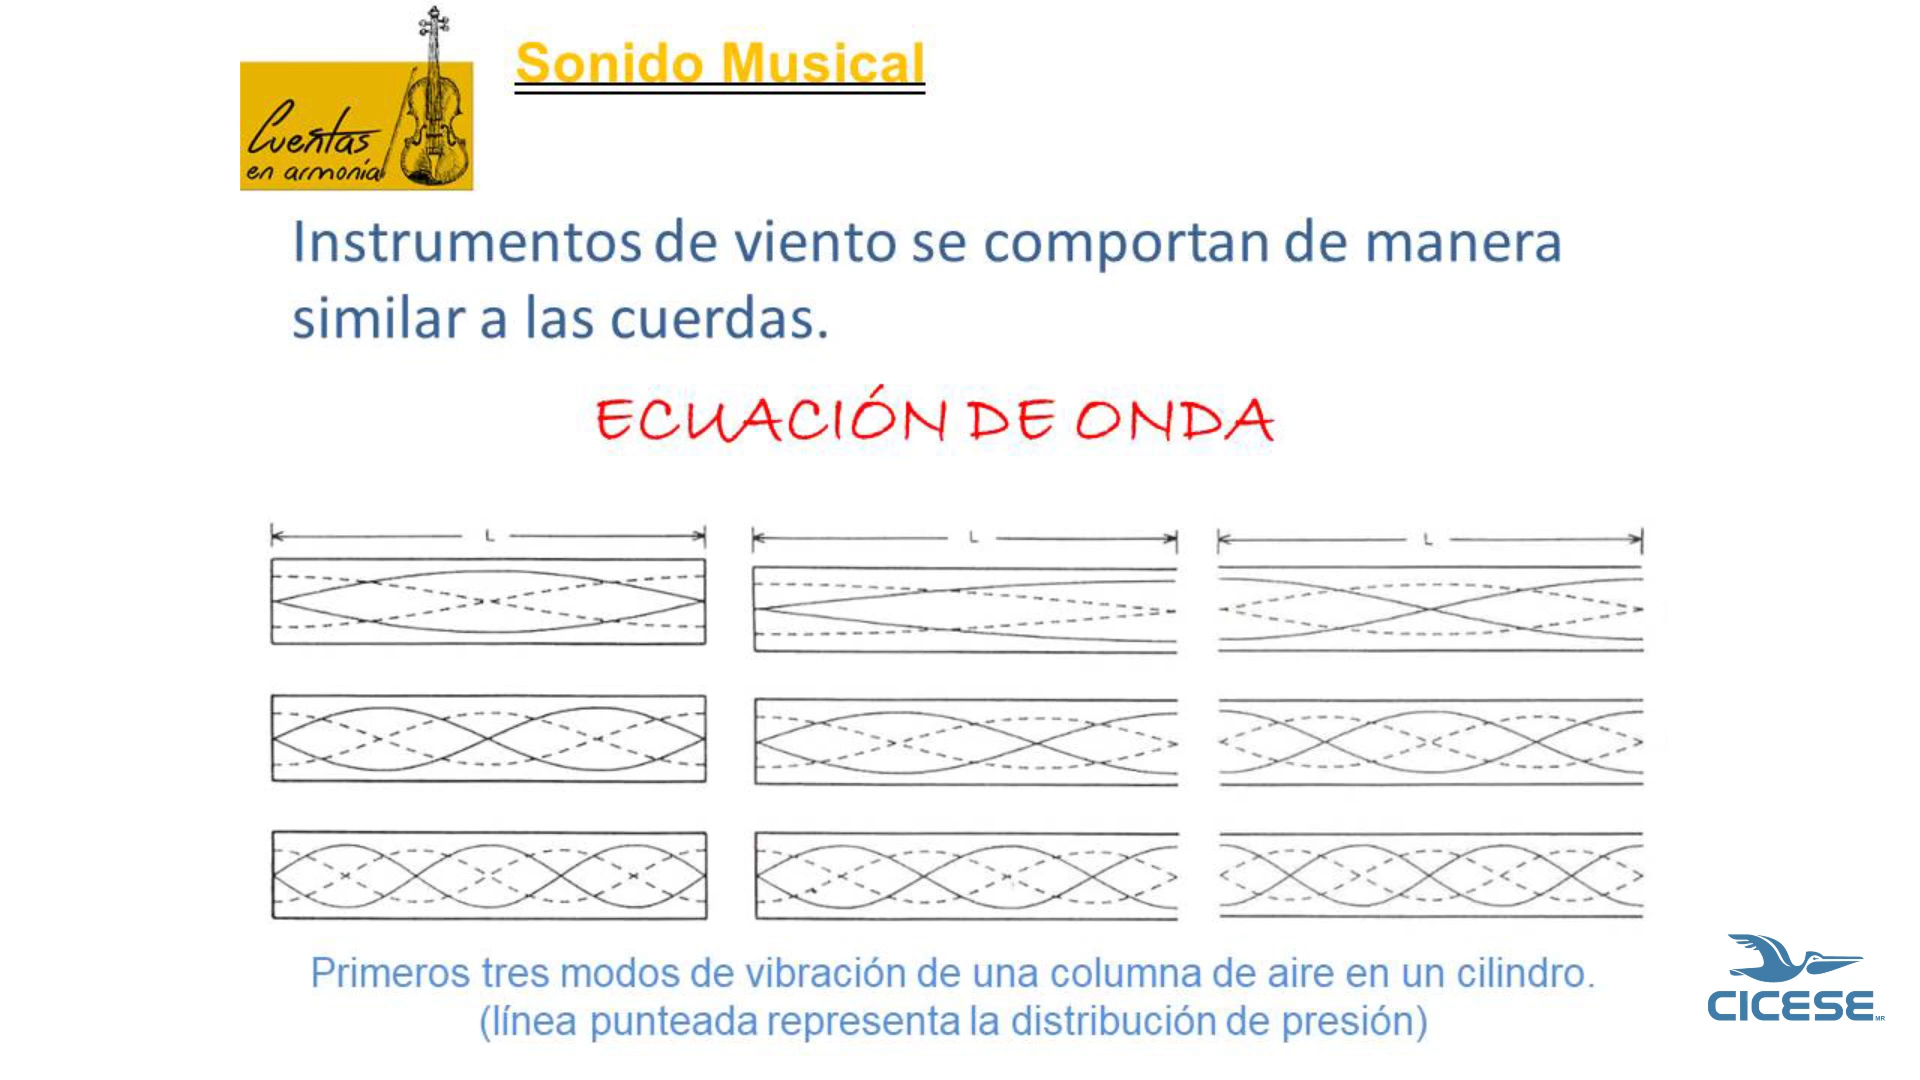 Cuentas
en armonía
Sonido Musical
Instrumentos de viento se comportan de manera
similar a las cuerdas.
ECUACIÓN DE ONDA
L
L
L
Primeros tres modos de vibración de una columna de aire en un cilindro.
(línea punteada representa la distribución de presión)
CICESE MR